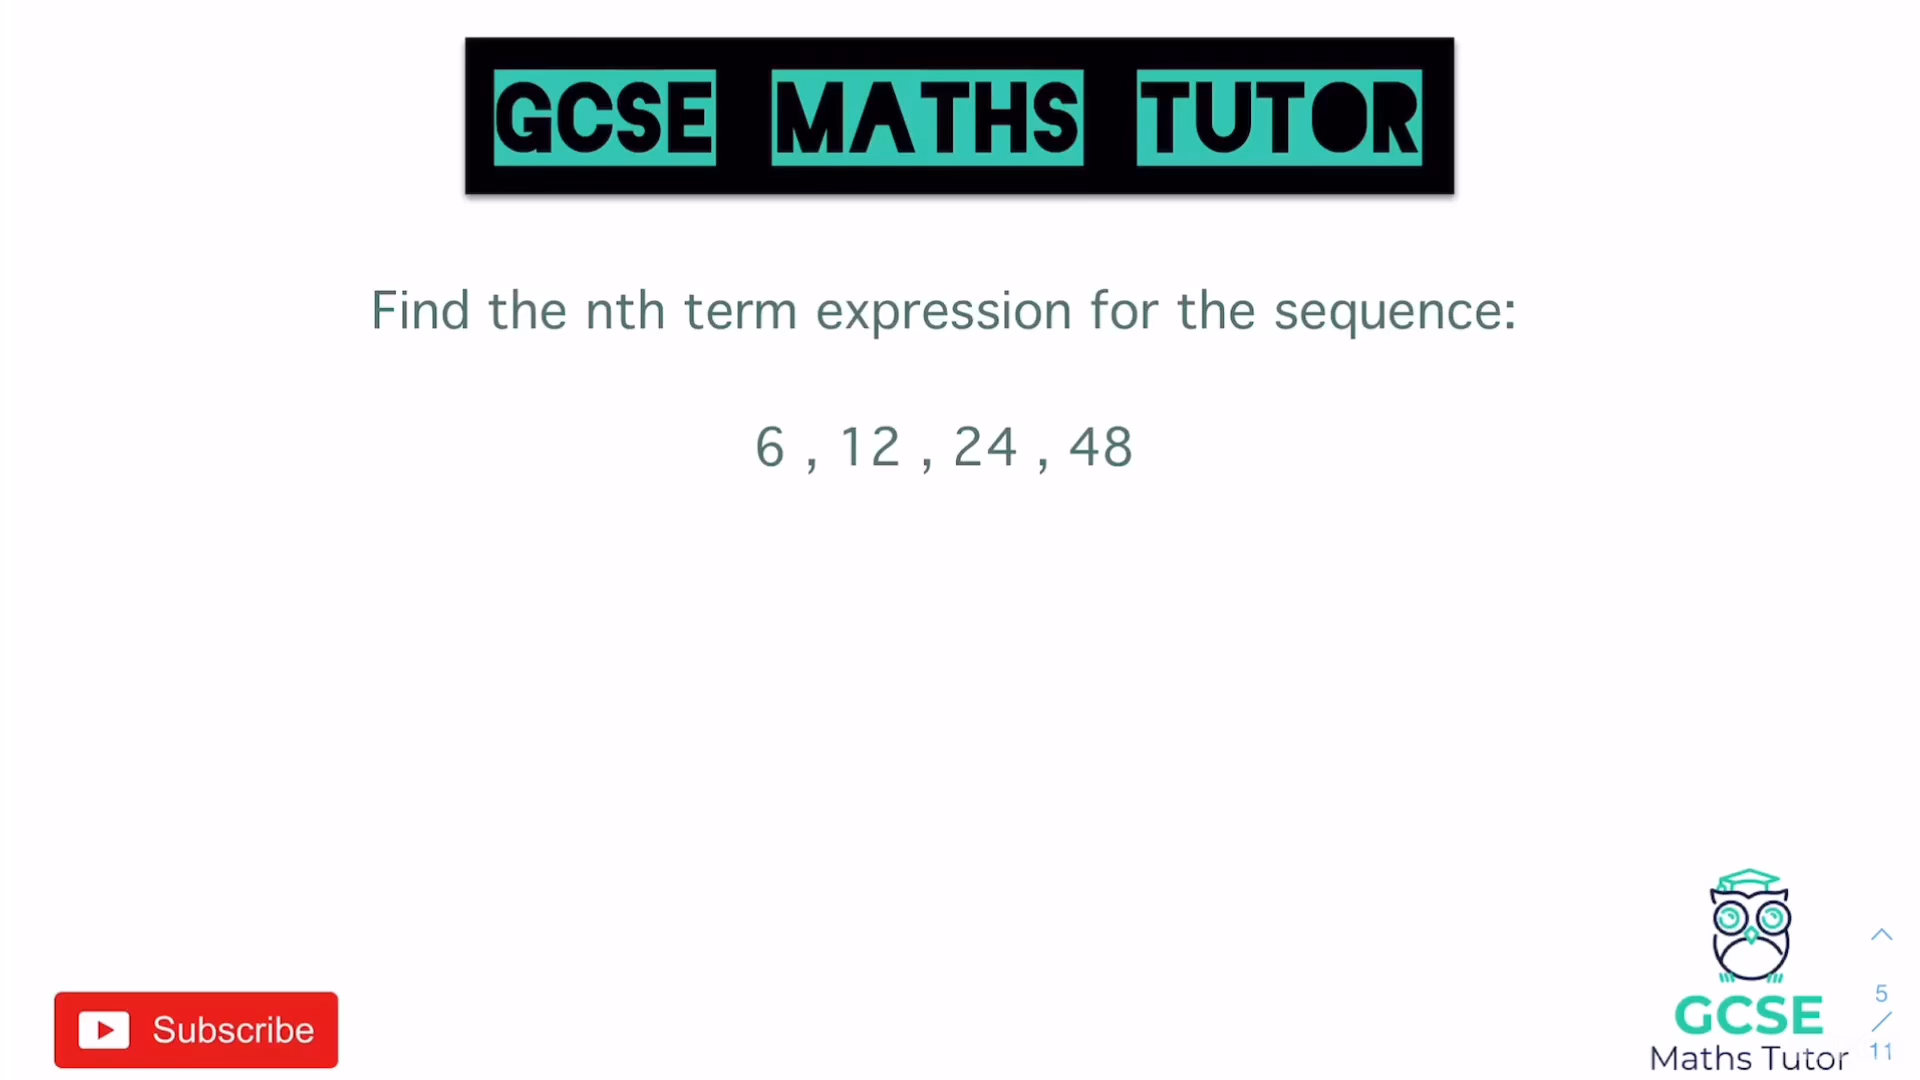 GCSE MATHS TUTOR
Find the nth term expression for the sequence:
6 , 12 , 24 , 48
Subscribe
GCSE
Maths Tutor
5
/
11